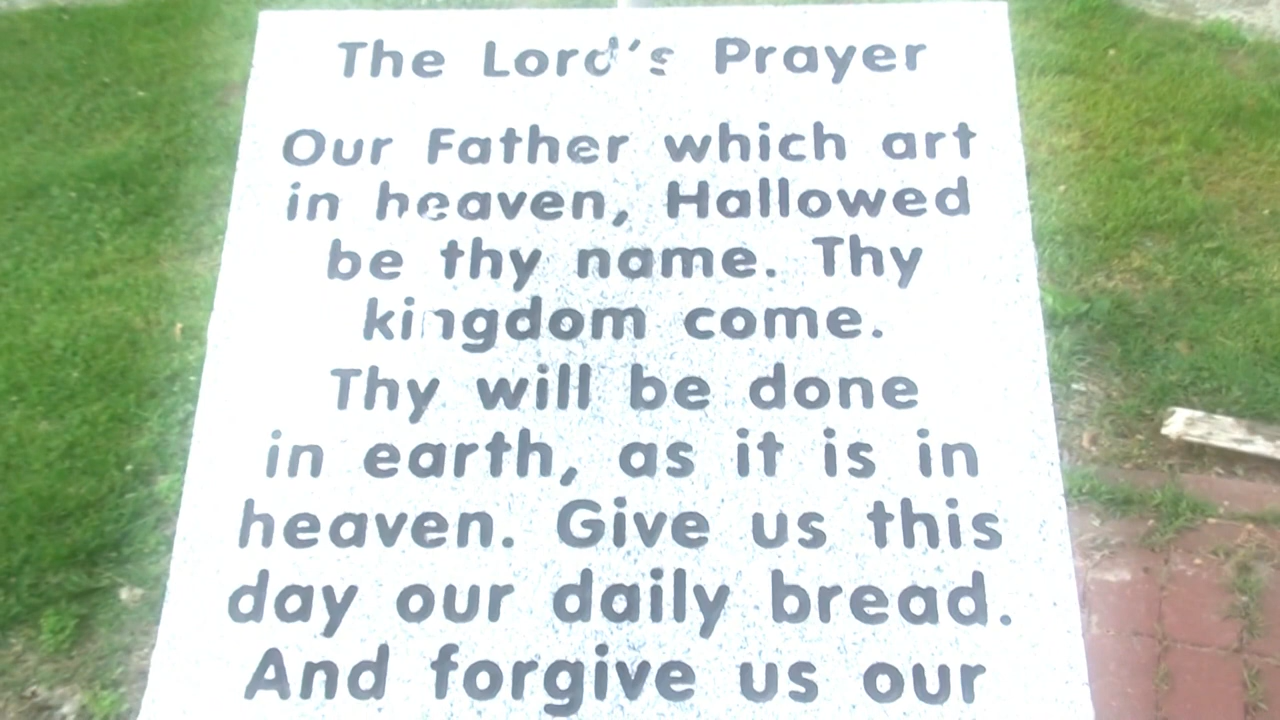 The Lord's Prayer
Our Father which art
in heaven, Hallowed
be thy name. Thy
kingdom come.
Thy will be done
in earth, as it is in
heaven. Give us this
day our daily bread.
And forgive us our